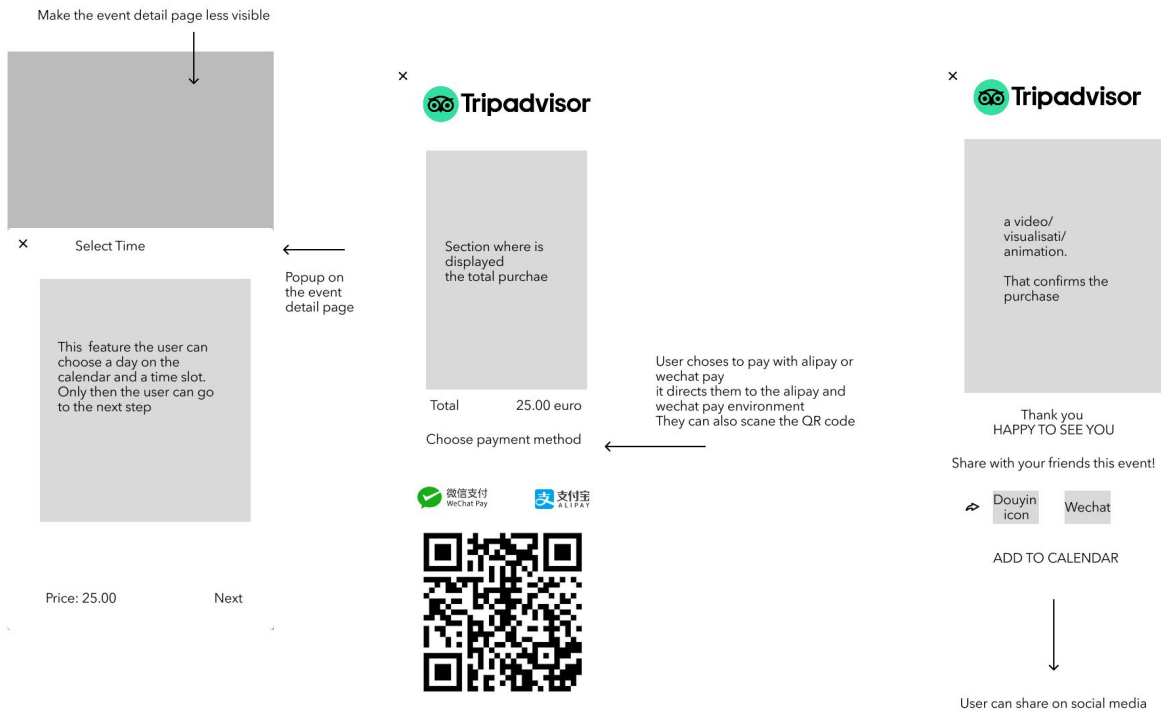 Make the event detail page less visible
×
Select Time
Popup on
the event
detail page
This feature the user can
choose a day on the
calendar and a time slot.
Only then the user can go
to the next step
Price: 25.00
Next
×
Tripadvisor
Section where is
displayed
the total purchae
Total
25.00 euro
Choose payment method
User choses to pay with alipay or
wechat pay
it directs them to the alipay and
wechat pay environment
They can also scane the QR code
微信支付
WeChat Pay
支 支付宝
ALIPAY
×
Tripadvisor
a video/
visualisati/
animation.
That confirms the
purchase
Thank you
HAPPY TO SEE YOU
Share with your friends this event!
Douyin
icon
Wechat
ADD TO CALENDAR
User can share on social media